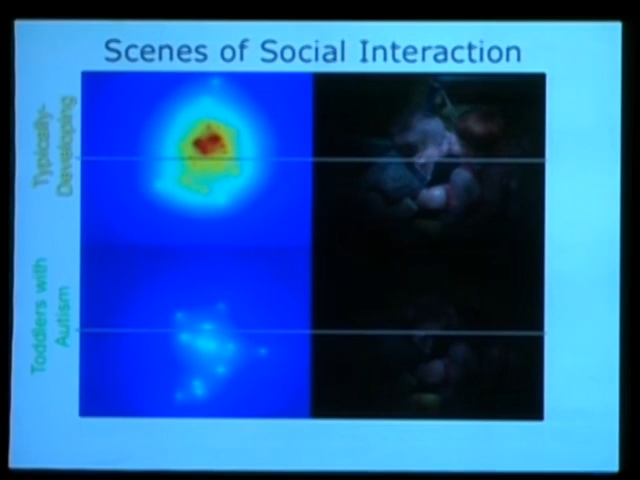 Scenes of Social Interaction
Typically-
Developing
Toddlers with
Autism